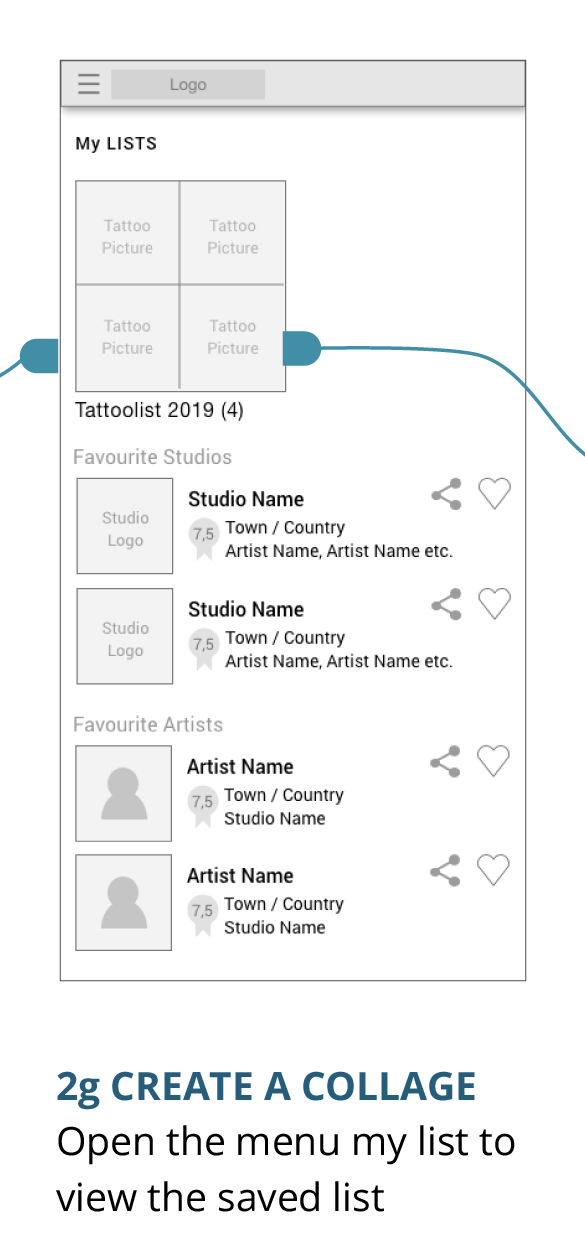 Logo
My LISTS
Tattoo Tattoo
Picture Picture
Tattoo Tattoo
Picture Picture
Tattoolist 2019 (4)
Favourite Studios
Studio
Logo
Studio Name
7,5
Town / Country
Artist Name, Artist Name etc.
Studio
Logo
Studio Name
7,5
Town / Country
Artist Name, Artist Name etc.
Favourite Artists
Artist Name
7,5
Town / Country
Studio Name
Artist Name
7,5
Town / Country
Studio Name
2g CREATE A COLLAGE
Open the menu my list to
view the saved list